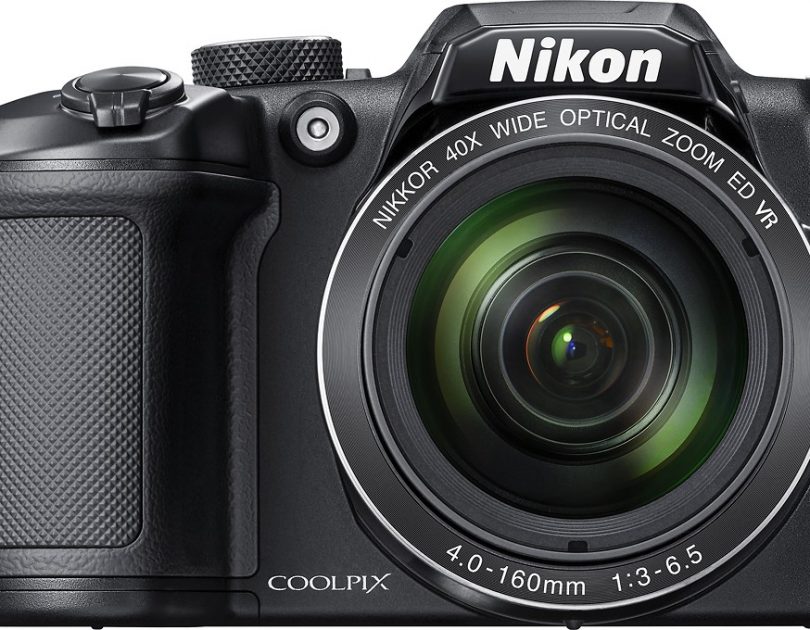 Nikon
NIKKOR 40X WIDE OPTICAL ZOOM ED VR
4.0-160mm 1:3-6.5
COOLPIX